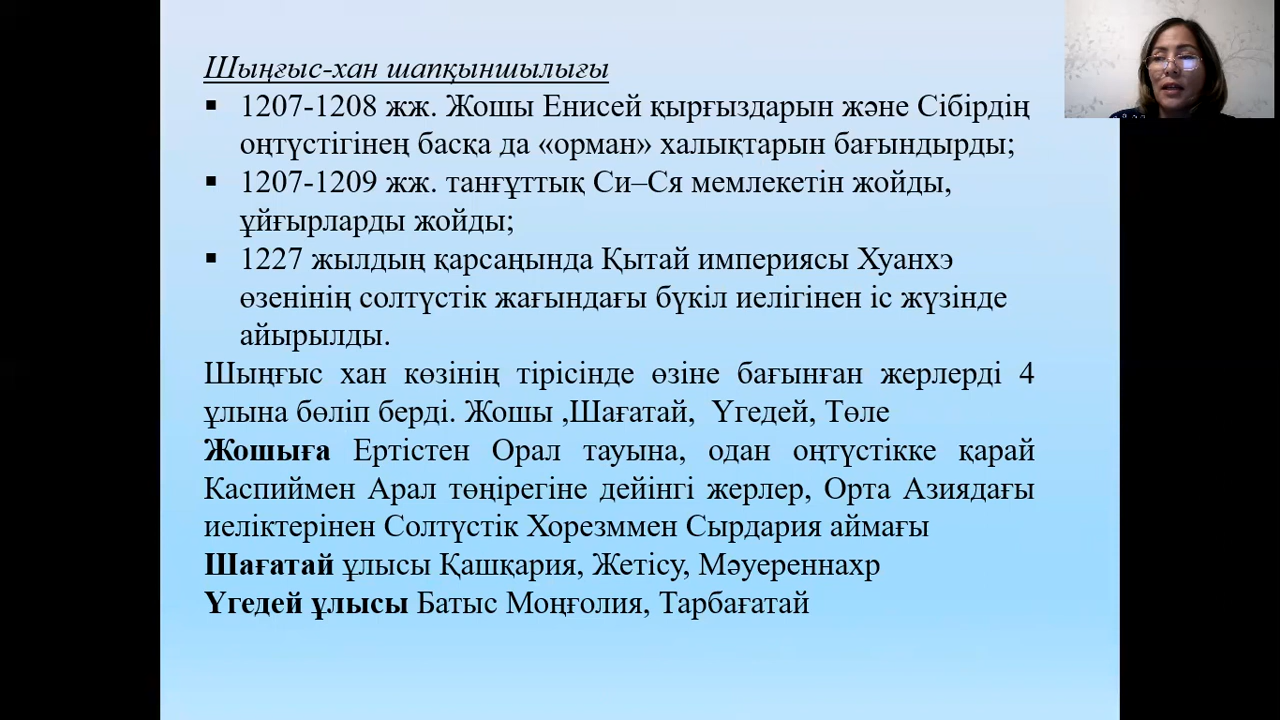 Шыңғыс-хан шапқыншылығы
▪ 1207-1208 жж. Жошы Енисей қырғыздарын және Сібірдің
оңтүстігінең басқа да «орман» халықтарын бағындырды;
▪ 1207-1209 жж. танғұттық Си–Ся мемлекетін жойды,
ұйғырларды жойды;
▪ 1227 жылдың қарсаңында Қытай империясы Хуанхэ
өзенінің солтүстік жағындағы бүкіл иелігінен іс жүзінде
айырылды.
Шыңғыс хан көзінің тірісінде өзіне бағынған жерлерді 4
ұлына бөліп берді. Жошы ,Шағатай, Үгедей, Төле
Жошыға Ертістен Орал тауына, одан оңтүстікке қарай
Каспиймен Арал төңірегіне дейінгі жерлер, Орта Азиядағы
иеліктерінен Солтүстік Хорезммен Сырдария аймағы
Шағатай ұлысы Қашқария, Жетісу, Мәуереннахр
Үгедей ұлысы Батыс Моңғолия, Тарбағатай